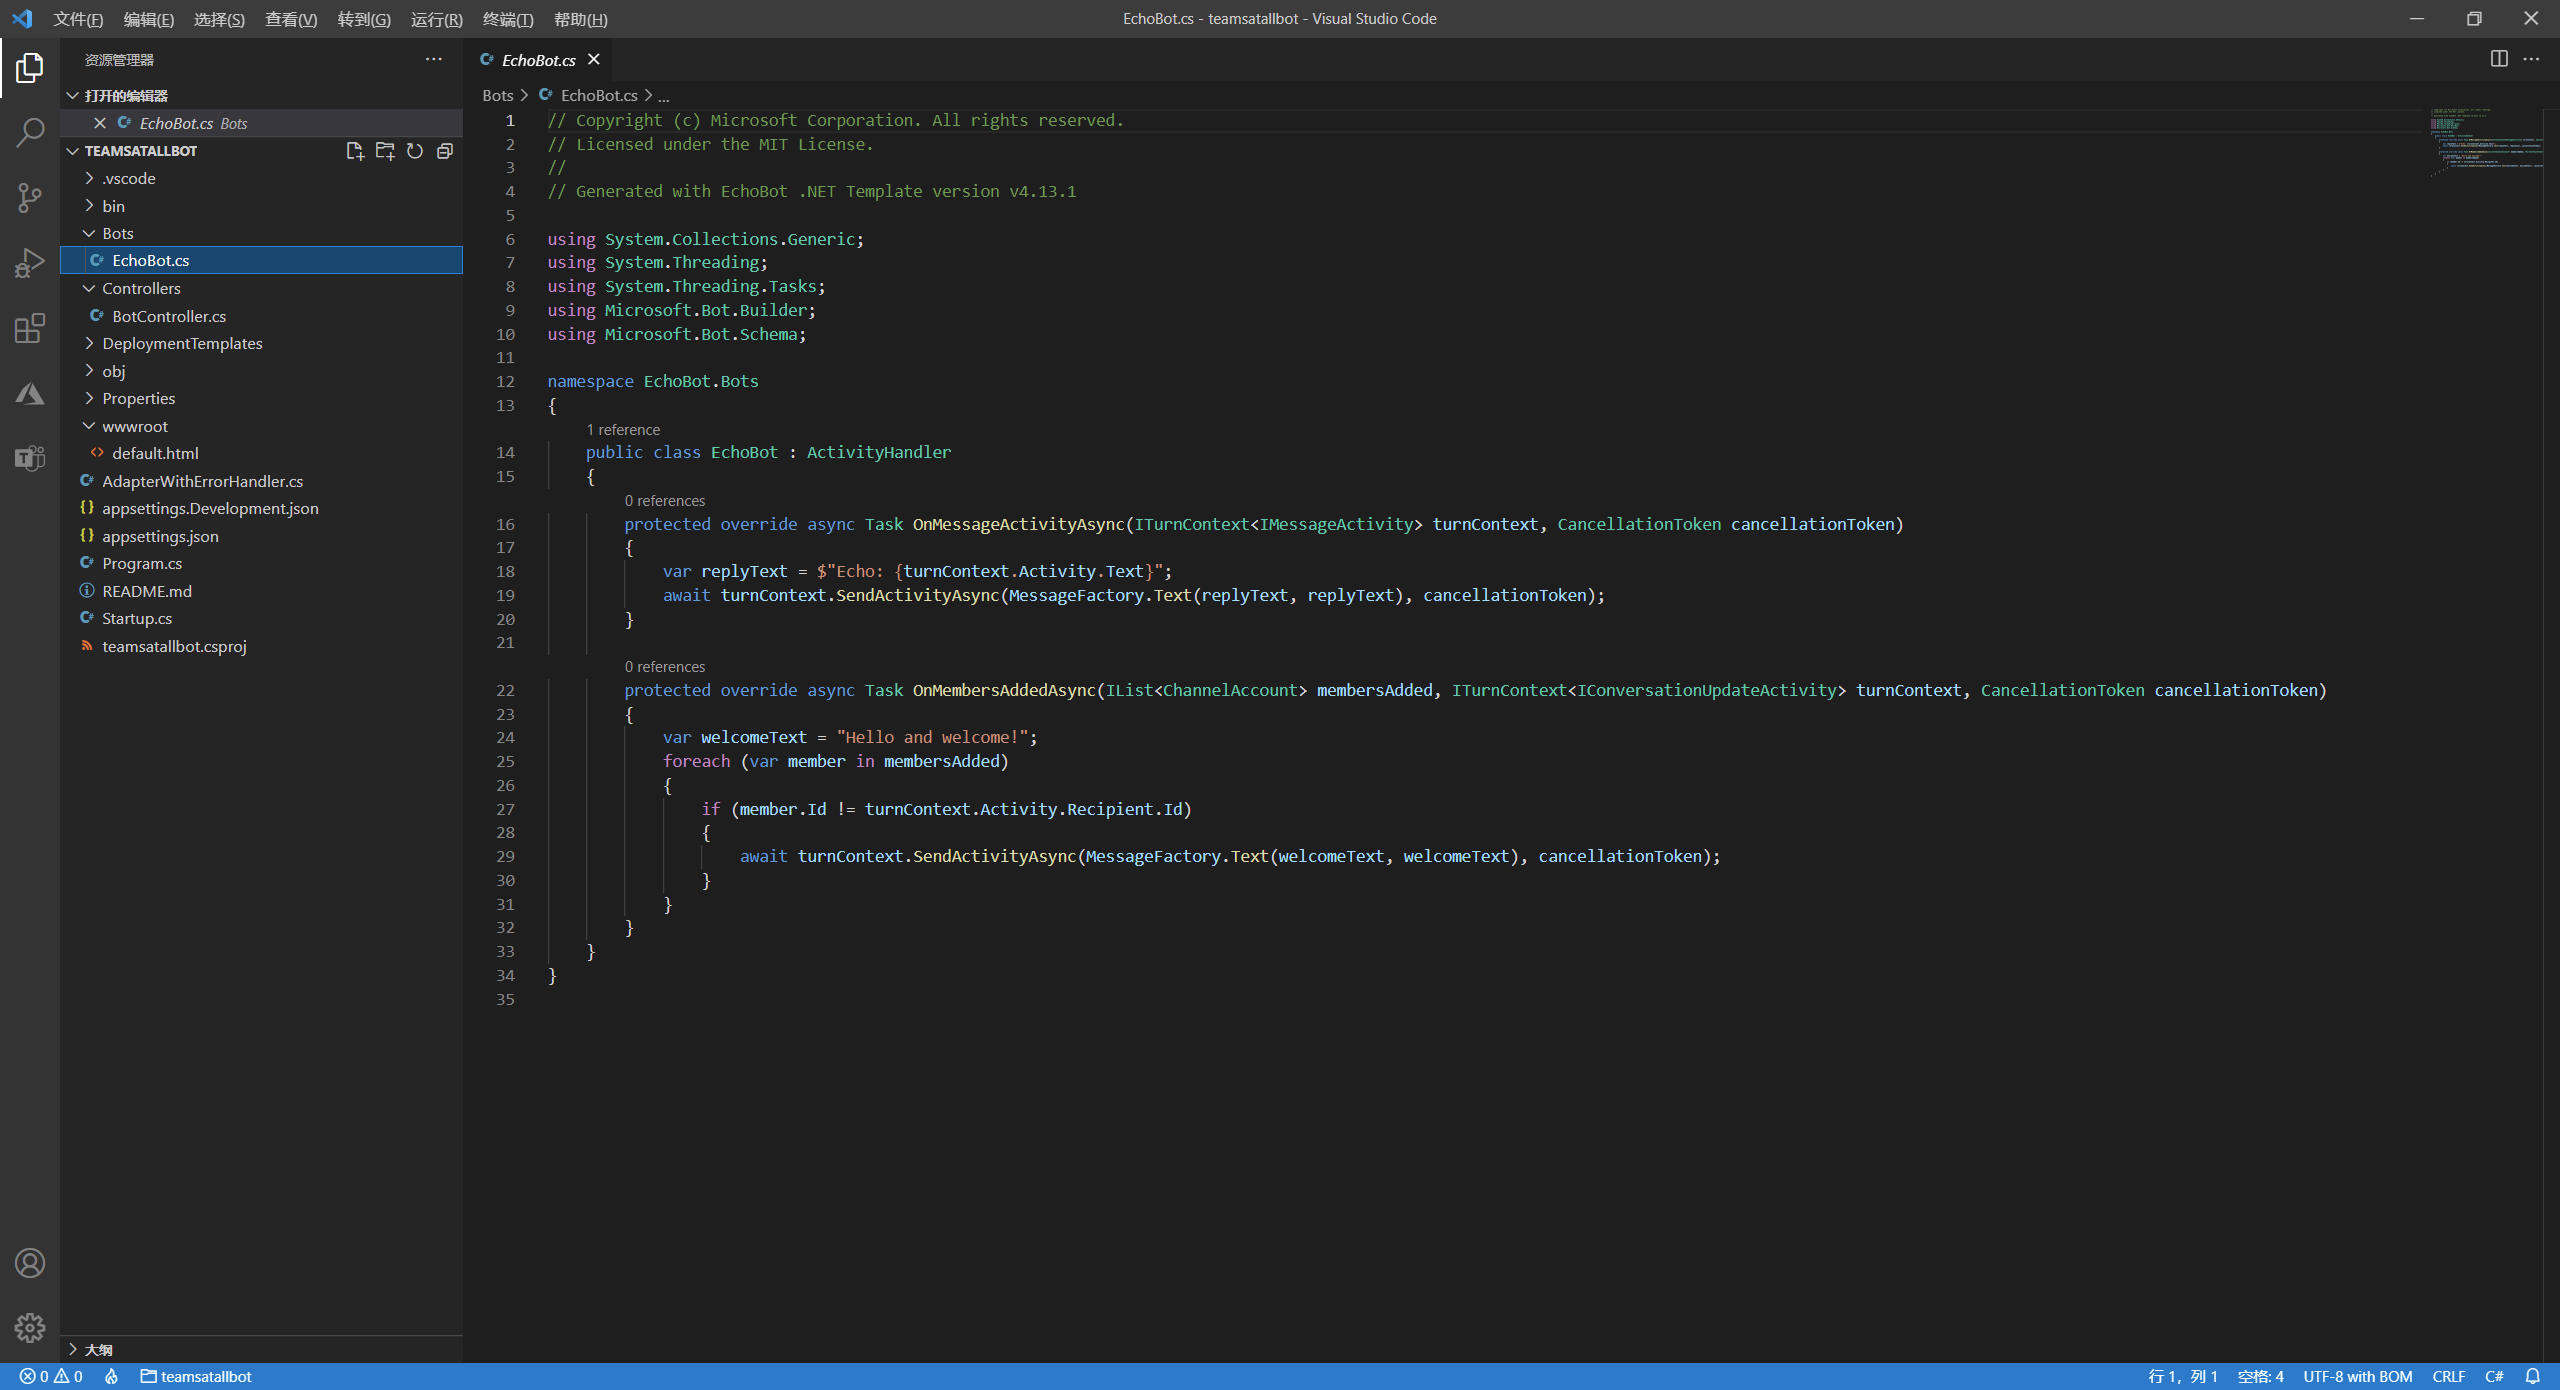 文件(F) 编辑(E) 选择(S) 查看(V) 转到(G) 运行(R) 终端(T) 帮助(H)
EchoBot.cs - teamsatallbot - Visual Studio Code
资源管理器
打开的编辑器
EchoBot.cs Bots
TEAMSATALLBOT
.vscode
bin
Bots
EchoBot.cs
Controllers
BotController.cs
DeploymentTemplates
obj
Properties
wwwroot
default.html
AdapterWithErrorHandler.cs
appsettings.Development.json
appsettings.json
Program.cs
README.md
Startup.cs
teamsatallbot.csproj
大纲
EchoBot.cs
Bots > EchoBot.cs > ...
1 // Copyright (c) Microsoft Corporation. All rights reserved.
2 // Licensed under the MIT License.
3 //
4 // Generated with EchoBot .NET Template version v4.13.1
5
6 using System.Collections.Generic;
7 using System.Threading;
8 using System.Threading.Tasks;
9 using Microsoft.Bot.Builder;
10 using Microsoft.Bot.Schema;
11
12 namespace EchoBot.Bots
13 {
1 reference
14 public class EchoBot : ActivityHandler
15 {
0 references
16 protected override async Task OnMessageActivityAsync(ITurnContext<IMessageActivity> turnContext, CancellationToken cancellationToken)
17 {
18 var replyText = $"Echo: {turnContext.Activity.Text}";
19 await turnContext.SendActivityAsync(MessageFactory.Text(replyText, replyText), cancellationToken);
20 }
21
0 references
22 protected override async Task OnMembersAddedAsync(IList<ChannelAccount> membersAdded, ITurnContext<IConversationUpdateActivity> turnContext, CancellationToken cancellationToken)
23 {
24 var welcomeText = "Hello and welcome!";
25 foreach (var member in membersAdded)
26 {
27 if (member.Id != turnContext.Activity.Recipient.Id)
28 {
29 await turnContext.SendActivityAsync(MessageFactory.Text(welcomeText, welcomeText), cancellationToken);
30 }
31 }
32 }
33 }
34 }
35
0 0 teamsatallbot
行 1，列 1 空格: 4 UTF-8 with BOM CRLF C#